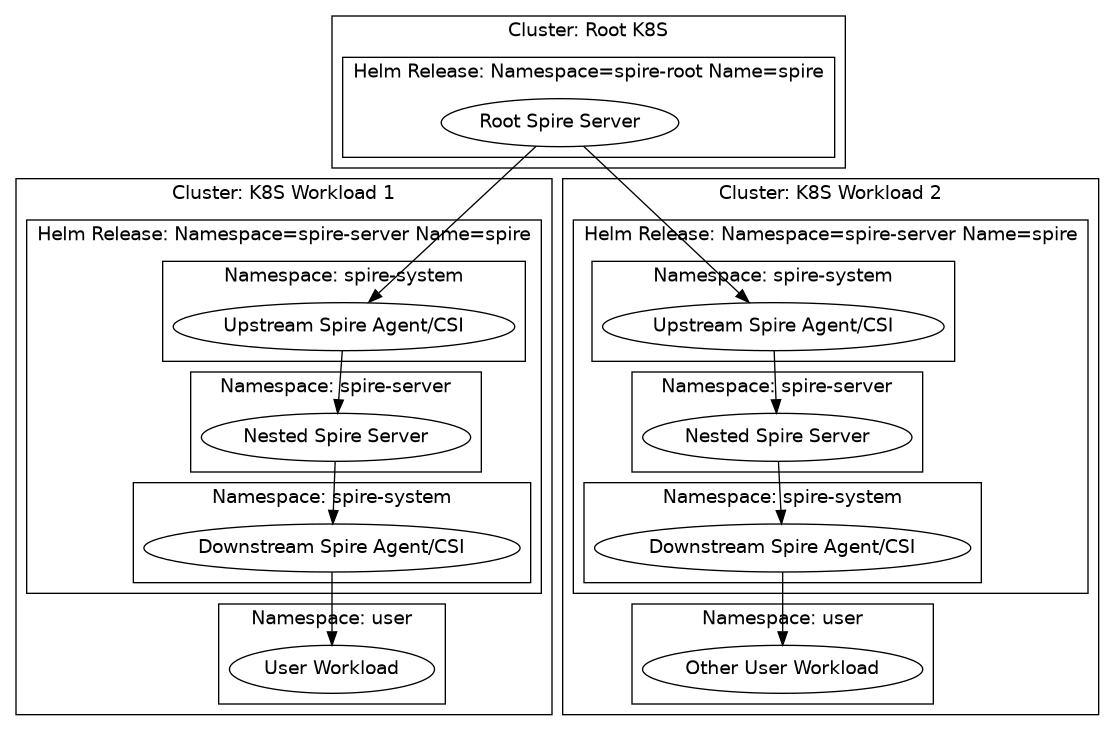 Cluster: Root K8S
Helm Release: Namespace=spire-root Name=spire
Root Spire Server
Cluster: K8S Workload 1
Helm Release: Namespace=spire-server Name=spire
Namespace: spire-system
Upstream Spire Agent/CSI
Namespace: spire-server
Nested Spire Server
Namespace: spire-system
Downstream Spire Agent/CSI
Namespace: user
User Workload
Cluster: K8S Workload 2
Helm Release: Namespace=spire-server Name=spire
Namespace: spire-system
Upstream Spire Agent/CSI
Namespace: spire-server
Nested Spire Server
Namespace: spire-system
Downstream Spire Agent/CSI
Namespace: user
Other User Workload